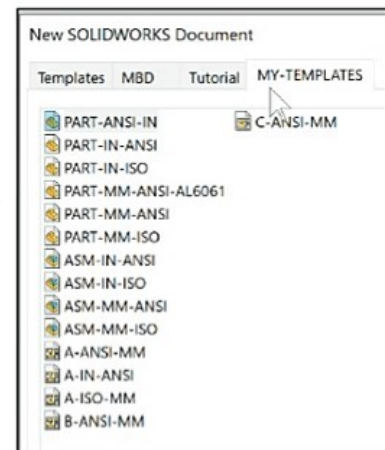 New SOLIDWORKS Document
Templates MBD Tutorial MY-TEMPLATES
PART-ANSI-IN
PART-IN-ANSI
PART-IN-ISO
PART-MM-ANSI-AL6061
PART-MM-ANSI
PART-MM-ISO
ASM-IN-ANSI
ASM-IN-ISO
ASM-MM-ANSI
ASM-MM-ISO
A-ANSI-MM
A-IN-ANSI
A-ISO-MM
B-ANSI-MM
C-ANSI-MM